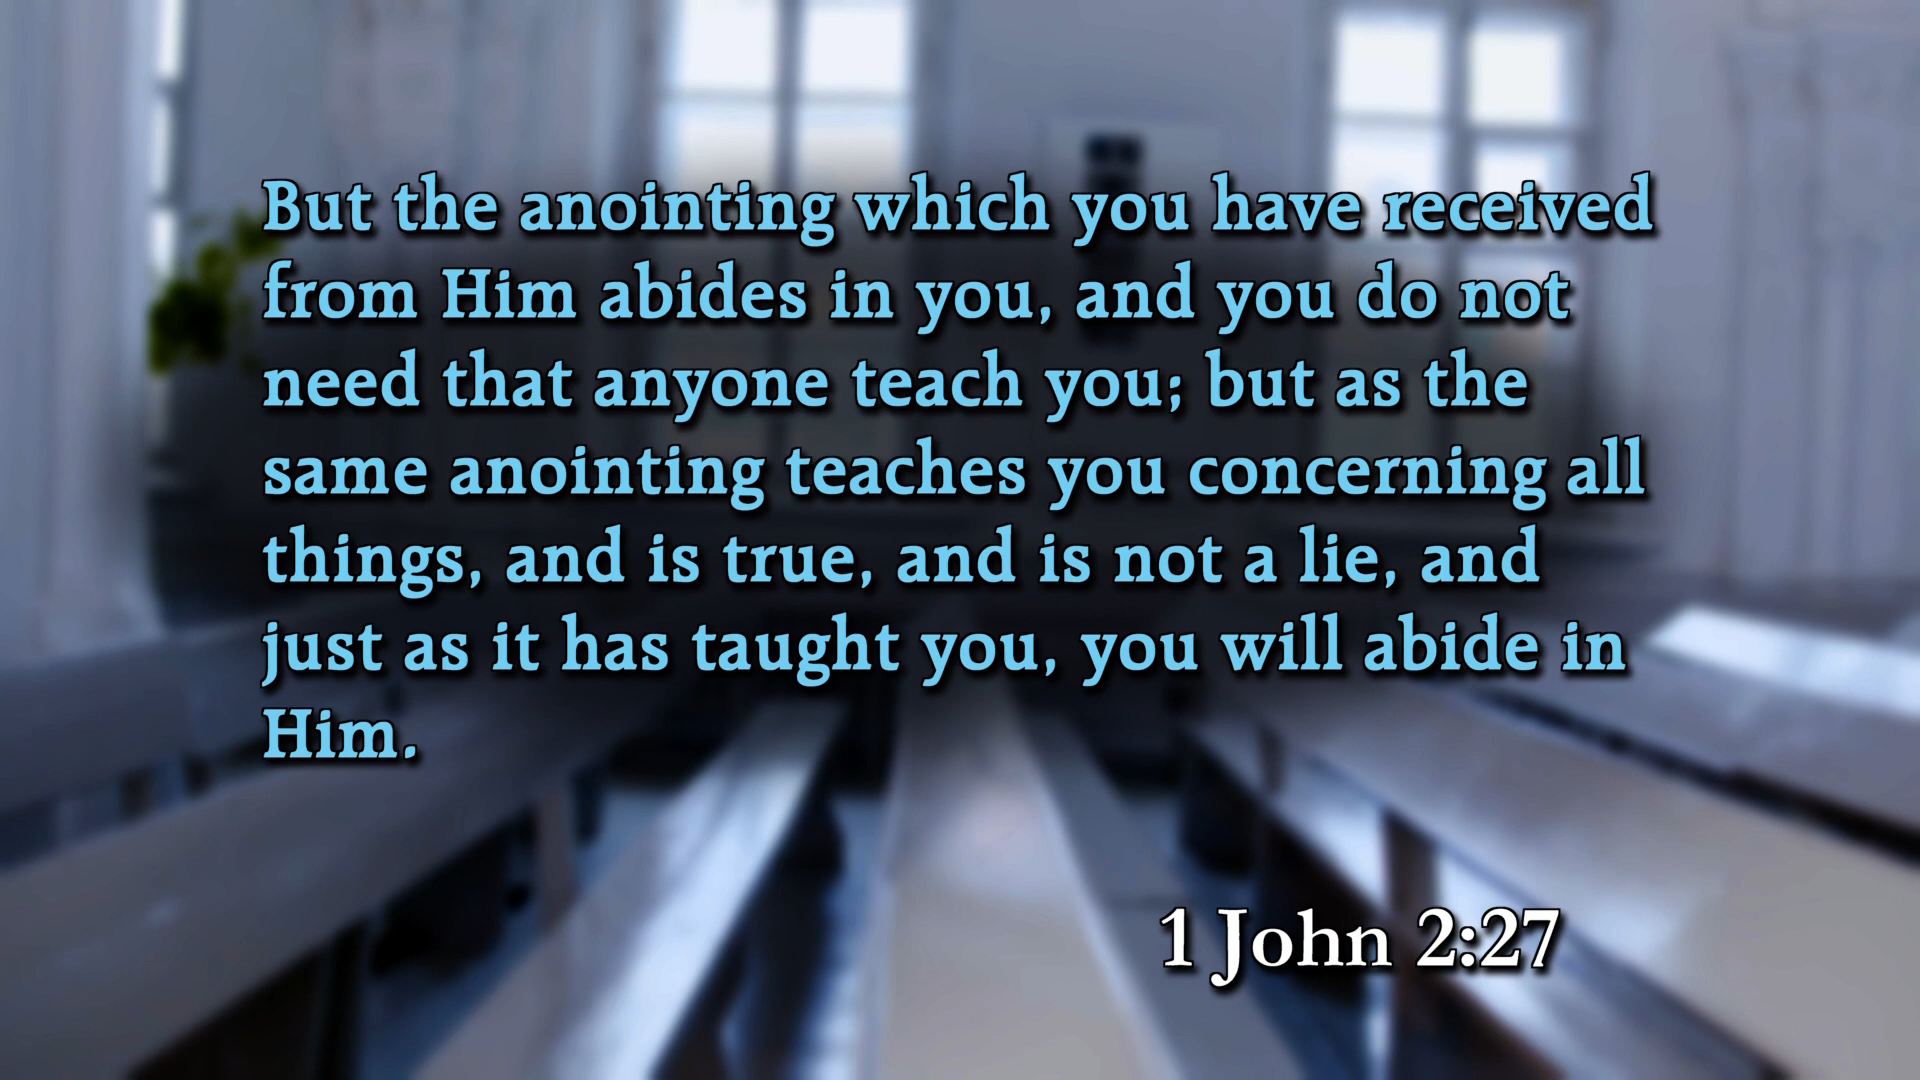 But the anointing which you have received
from Him abides in you, and you do not
need that anyone teach you; but as the
same anointing teaches you concerning all
things, and is true, and is not a lie, and
just as it has taught you, you will abide in
Him.
1 John 2:27